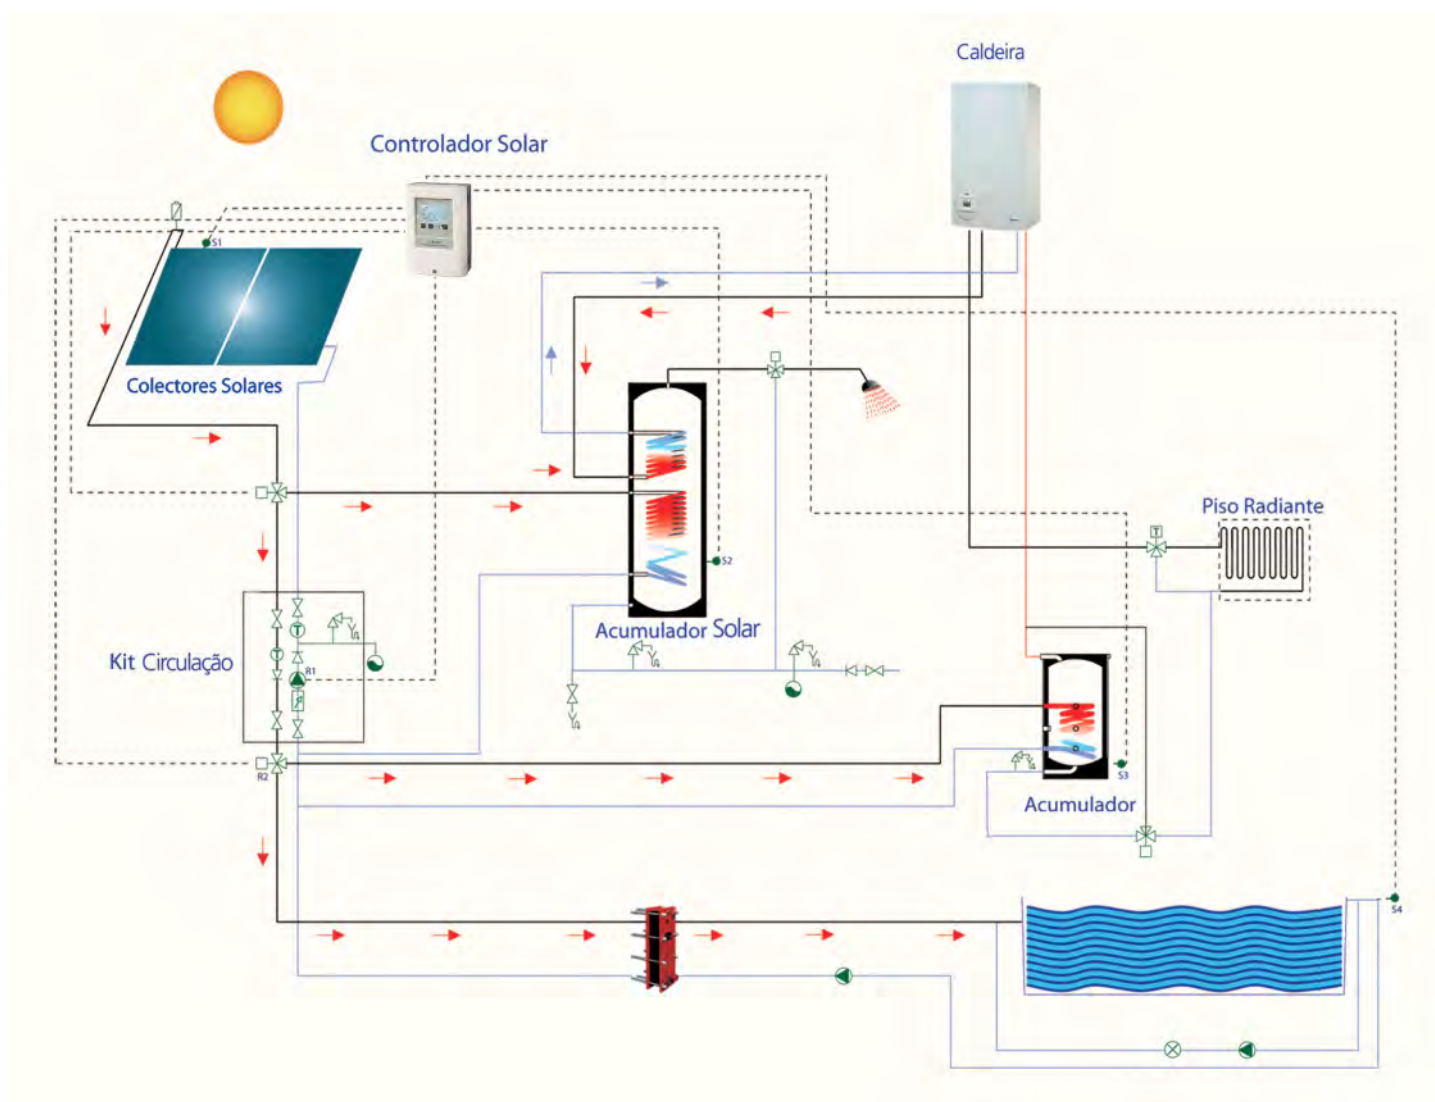 Caldeira
Controlador Solar
S1
Colectores Solares
Piso Radiante
T
S2
Acumulador Solar
T
Kit Circulação
T
R1
R2
S3
Acumulador
S4